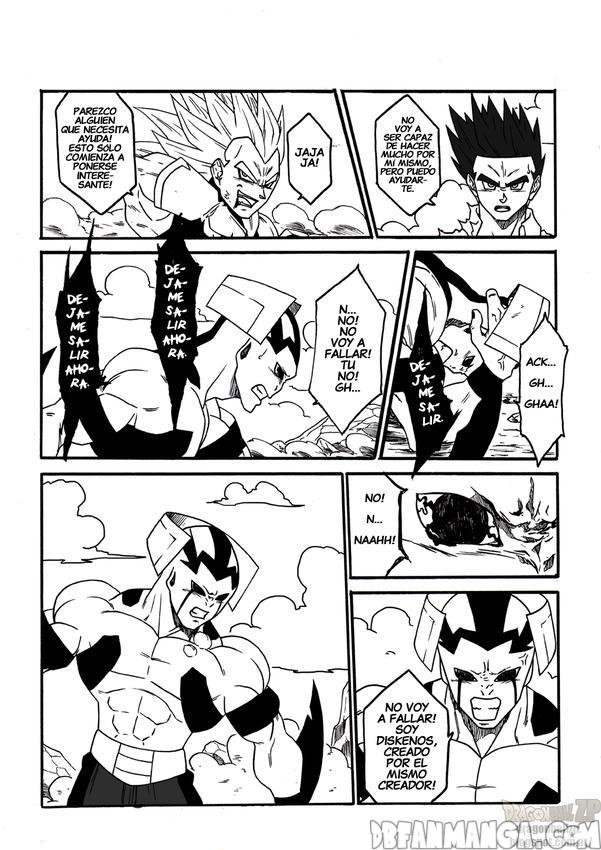 NO
VOY A
SER CAPAZ
DE HACER
MUCHO POR
MÍ MISMO,
PERO PUEDO
AYUDAR-
TE.
JAJA
JA!
PAREZCO
ALGUIEN
QUE NECESITA
AYUDA!
ESTO SOLO
COMIENZA A
PONERSE
INTERE-
SANTE!
ACK...
GH...
GHAA!
DE-
JA-
ME
SA-
LIR.
N...
NO!
NO
VOY A
FALLAR!
TU
NO!
GH...
DE-
JA-
ME
SA-
LIR
AHO-
RA.
DE-
JA-
ME
SA-
LIR
AHO-
RA.
NO!
N...
NAAHH!
NO VOY
A FALLAR!
SOY
DISKENOS,
CREADO
POR EL
MISMO
CREADOR!
DBFANMANGA.COM